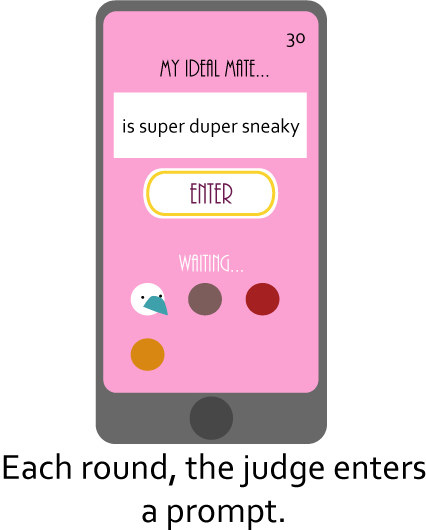 30
MY IDEAL MATE...
is super duper sneaky
ENTER
WAITING...
Each round, the judge enters
a prompt.